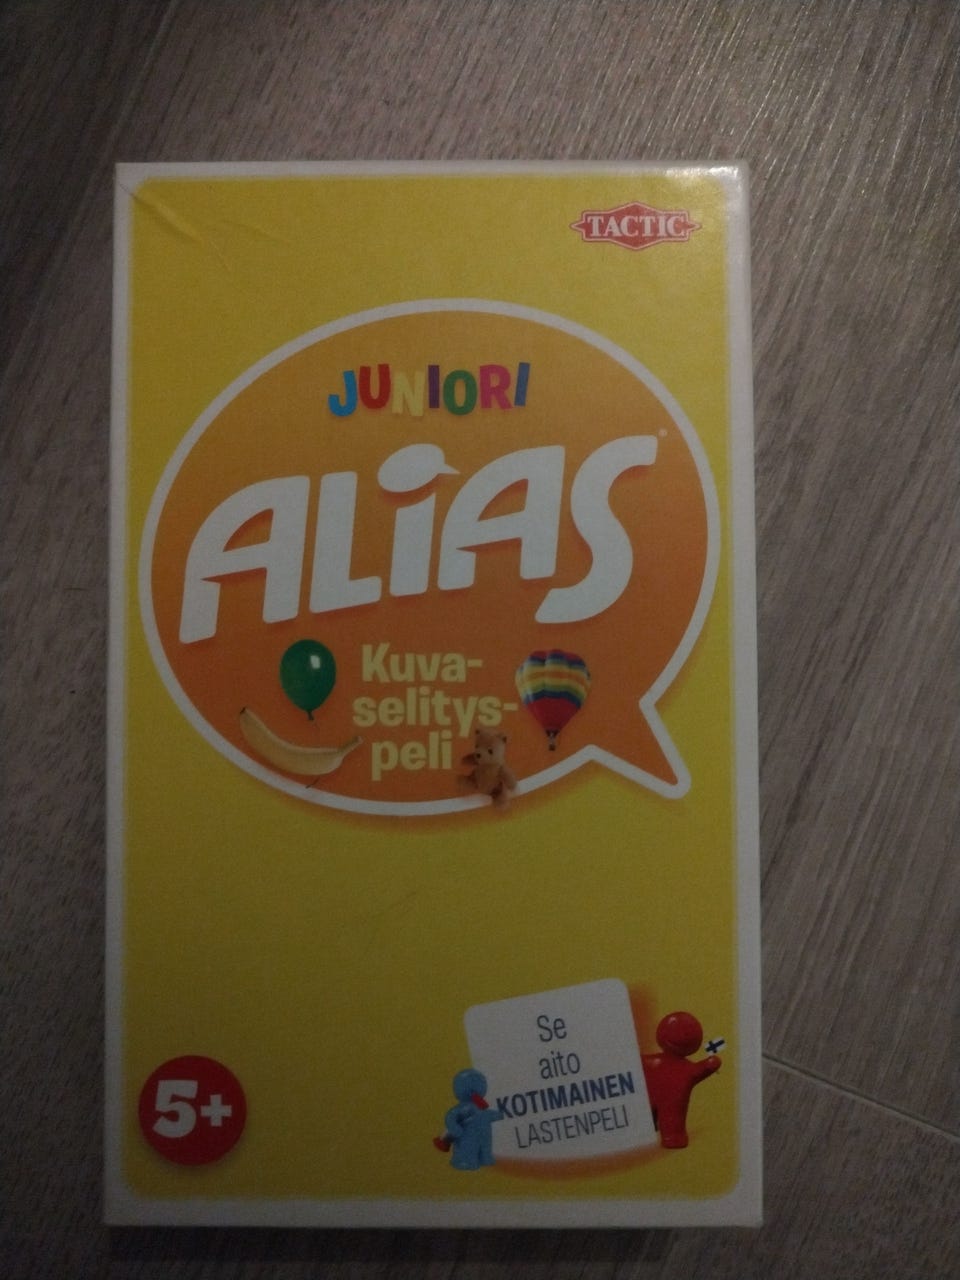 TACTIC
JUNIORI
ALiAS®
Kuva-
selitys-
peli
Se
aito
KOTIMAINEN
LASTENPELI
5+